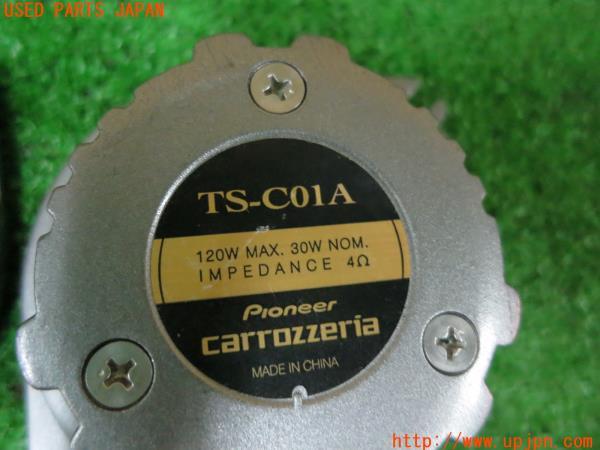 USED PARTS JAPAN
TS-C01A
120W MAX. 30W NOM.
IMPEDANCE 4Ω
Pioneer
carrozzeria
MADE IN CHINA
http://www.upjpn.com